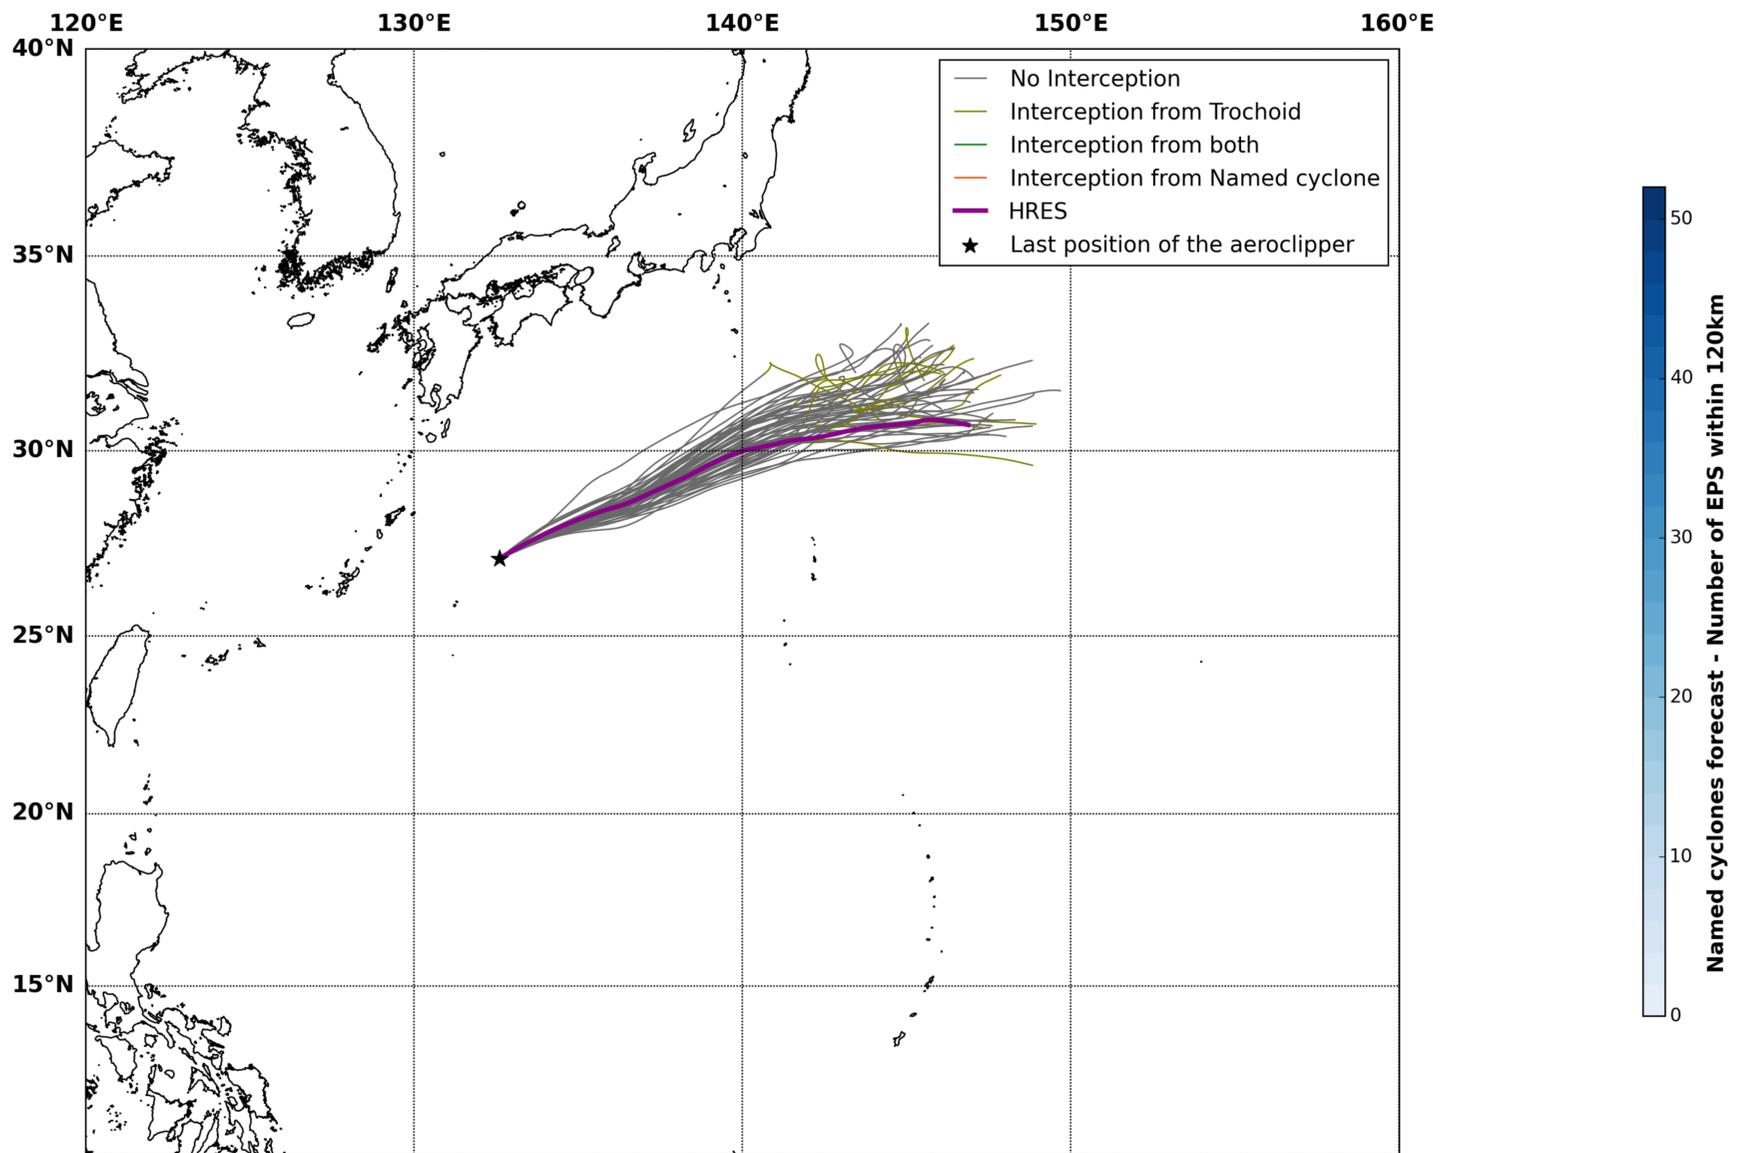 120°E 130°E 140°E 150°E 160°E
40°N
No Interception
Interception from Trochoid
Interception from both
Interception from Named cyclone
HRES
Last position of the aeroclipper
35°N
30°N
25°N
20°N
15°N
50
40
30
20
10
0
Named cyclones forecast - Number of EPS within 120km